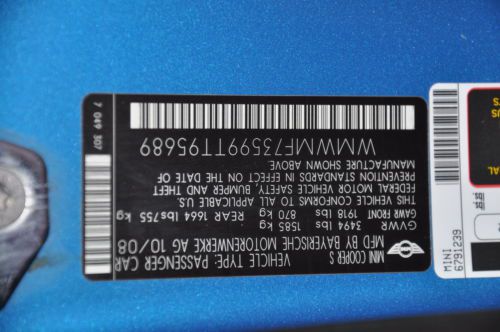 MINI COOPER S
VEHICLE TYPE: PASSENGER CAR
MFD BY BAYERISCHE MOTORENWERKE AG 10/08
GVWR 3494 lbs 1585 kg
GAWR FRONT 1918 lbs 870 kg REAR 1664 lbs 755 kg
THIS VEHICLE CONFORMS TO ALL APPLICABLE
FEDERAL MOTOR VEHICLE SAFETY, BUMPER AND THEFT
PREVENTION STANDARDS IN EFFECT ON THE DATE OF
MANUFACTURE SHOWN ABOVE
WMWMF73599TT95689
7 049 307
MINI
6791239
lbs.
lbs.